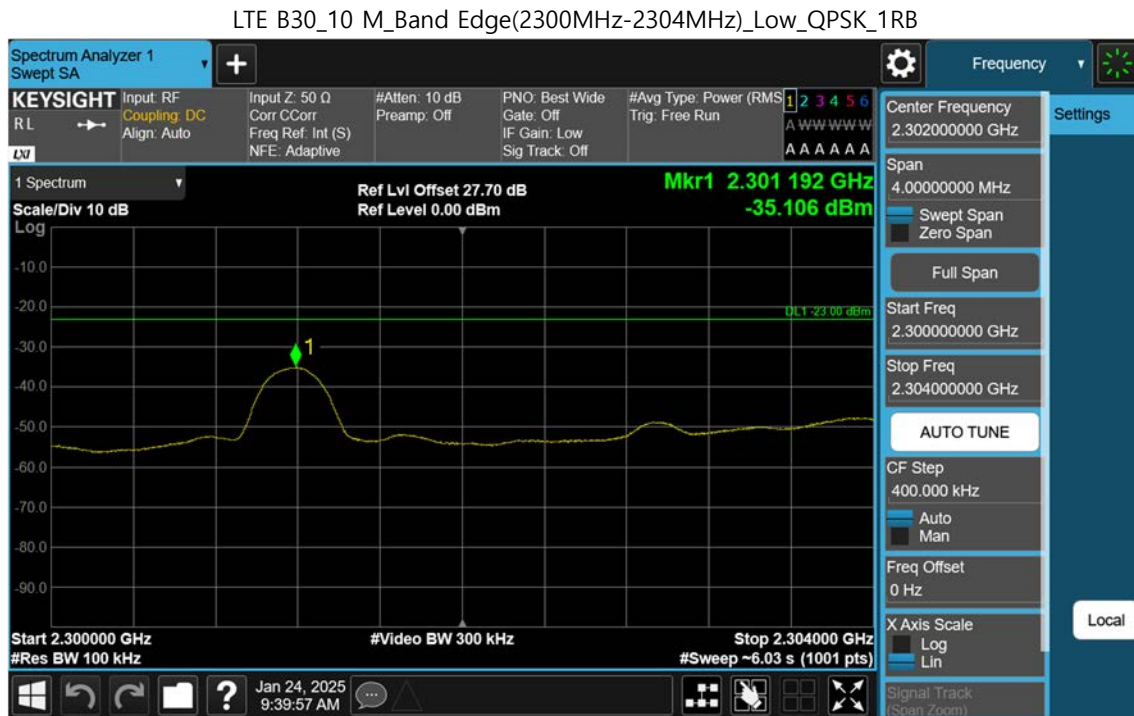 LTE B30_10 M_Band Edge(2300MHz-2304MHz)_Low_QPSK_1RB
Spectrum Analyzer 1
Swept SA
+
Frequency
KEYSIGHT
RL
LXI
Input: RF
Coupling: DC
Align: Auto
Input Z: 50 Ω
Corr CCorr
Freq Ref: Int (S)
NFE: Adaptive
#Atten: 10 dB
Preamp: Off
PNO: Best Wide
Gate: Off
IF Gain: Low
Sig Track: Off
#Avg Type: Power (RMS
Trig: Free Run
1 2 3 4 5 6
A W W W W W
A A A A A A
1 Spectrum
Scale/Div 10 dB
Ref Lvl Offset 27.70 dB
Ref Level 0.00 dBm
Mkr1 2.301 192 GHz
-35.106 dBm
Log
-10.0
-20.0
-30.0
-40.0
-50.0
-60.0
-70.0
-80.0
-90.0
DL1 -23.00 dBm
1
Start 2.300000 GHz
#Res BW 100 kHz
#Video BW 300 kHz
Stop 2.304000 GHz
#Sweep ~6.03 s (1001 pts)
?
Jan 24, 2025
9:39:57 AM
Center Frequency
2.302000000 GHz
Span
4.00000000 MHz
Swept Span
Zero Span
Full Span
Start Freq
2.300000000 GHz
Stop Freq
2.304000000 GHz
AUTO TUNE
CF Step
400.000 kHz
Auto
Man
Freq Offset
0 Hz
X Axis Scale
Log
Lin
Signal Track
(Span Zoom)
Settings
Local